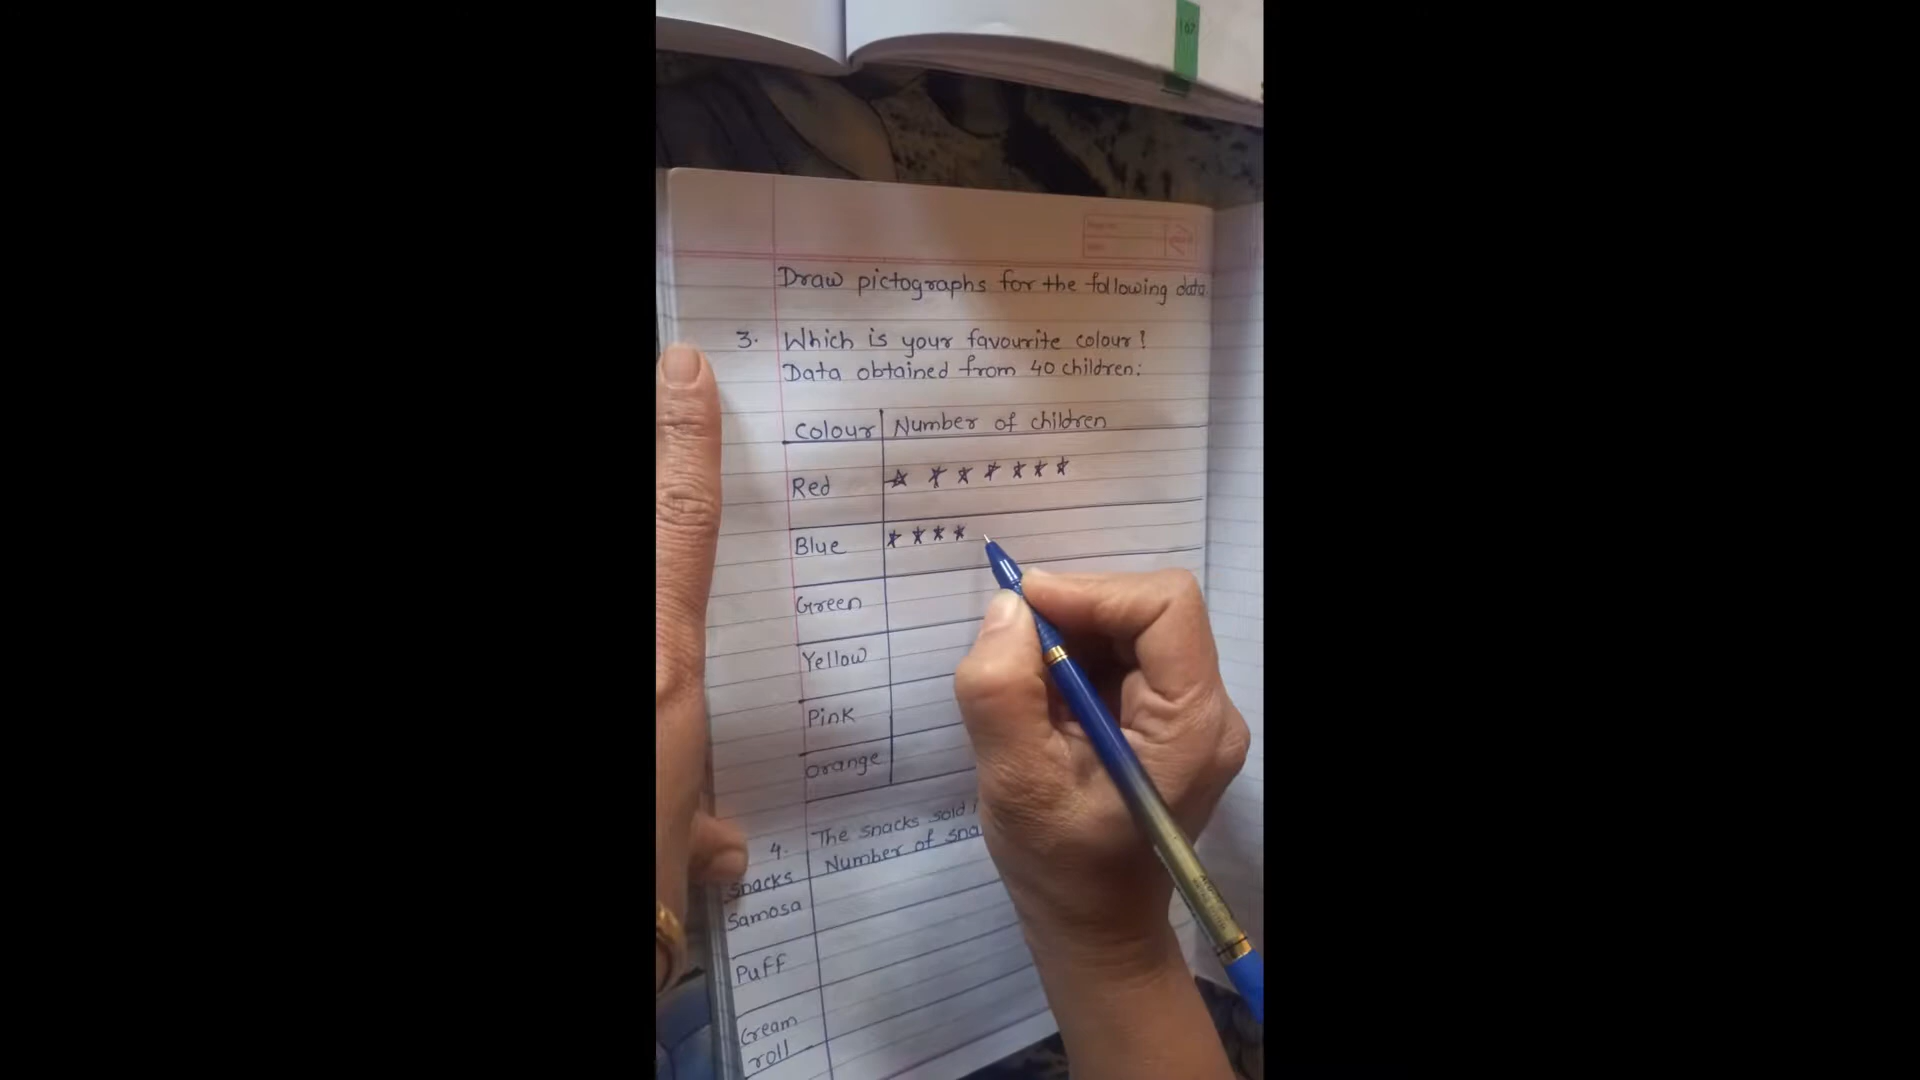 107
Draw pictographs for the following data.
3. Which is your favourite colour?
Data obtained from 40 children:
Colour Number of children
Red
Blue
Green
Yellow
Pink
orange
4. The snacks sold
Number of
Snacks
Samosa
Puff
Cream
roll